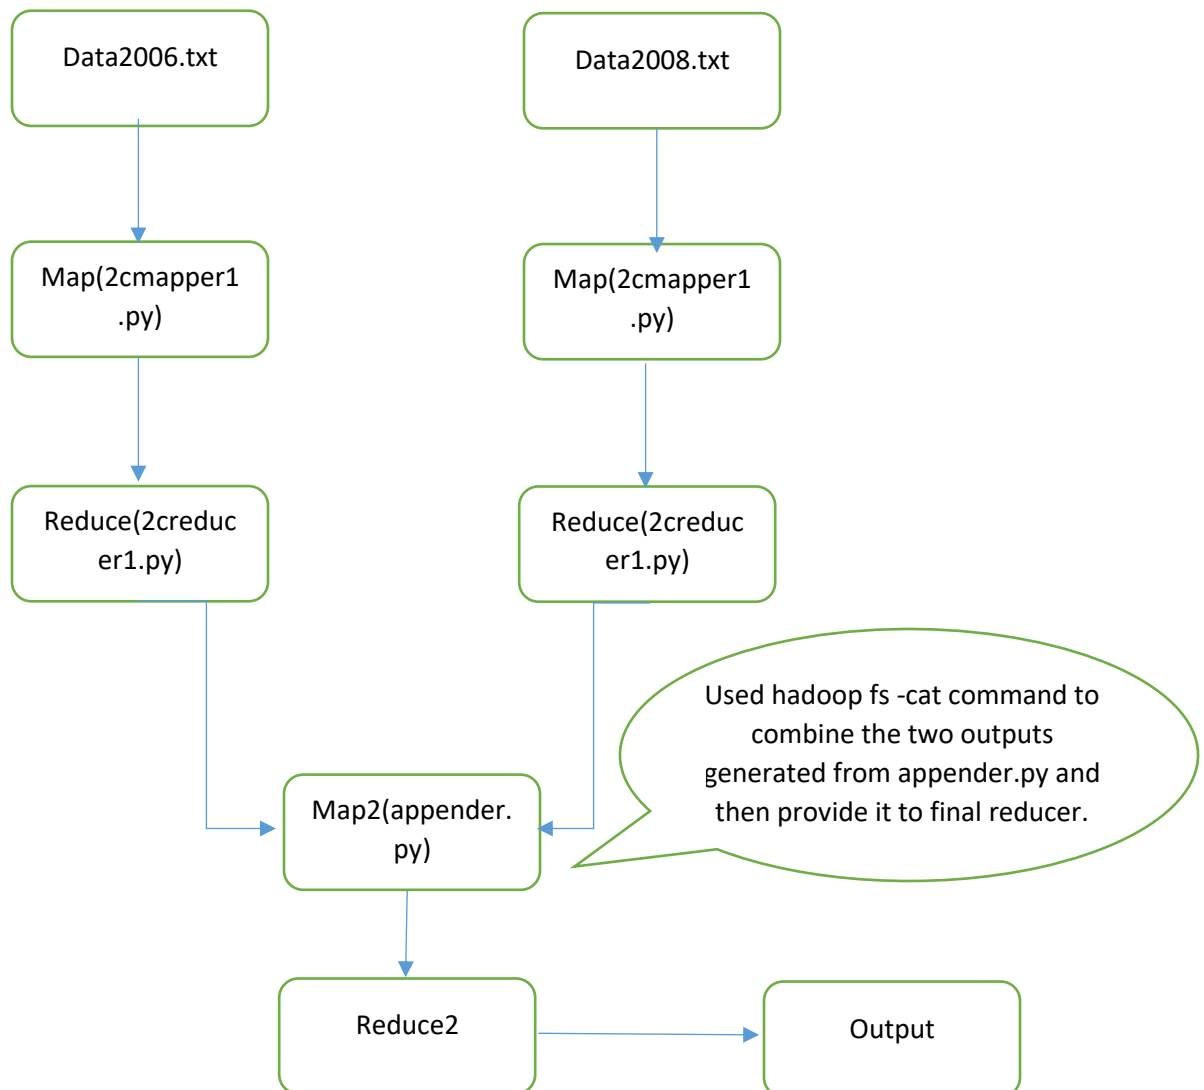 Data2006.txt
Data2008.txt
Map(2cmapper1
.py)
Map(2cmapper1
.py)
Reduce(2creduc
er1.py)
Reduce(2creduc
er1.py)
Used hadoop fs -cat command to
combine the two outputs
generated from appender.py and
then provide it to final reducer.
Map2(appender.
py)
Reduce2
Output